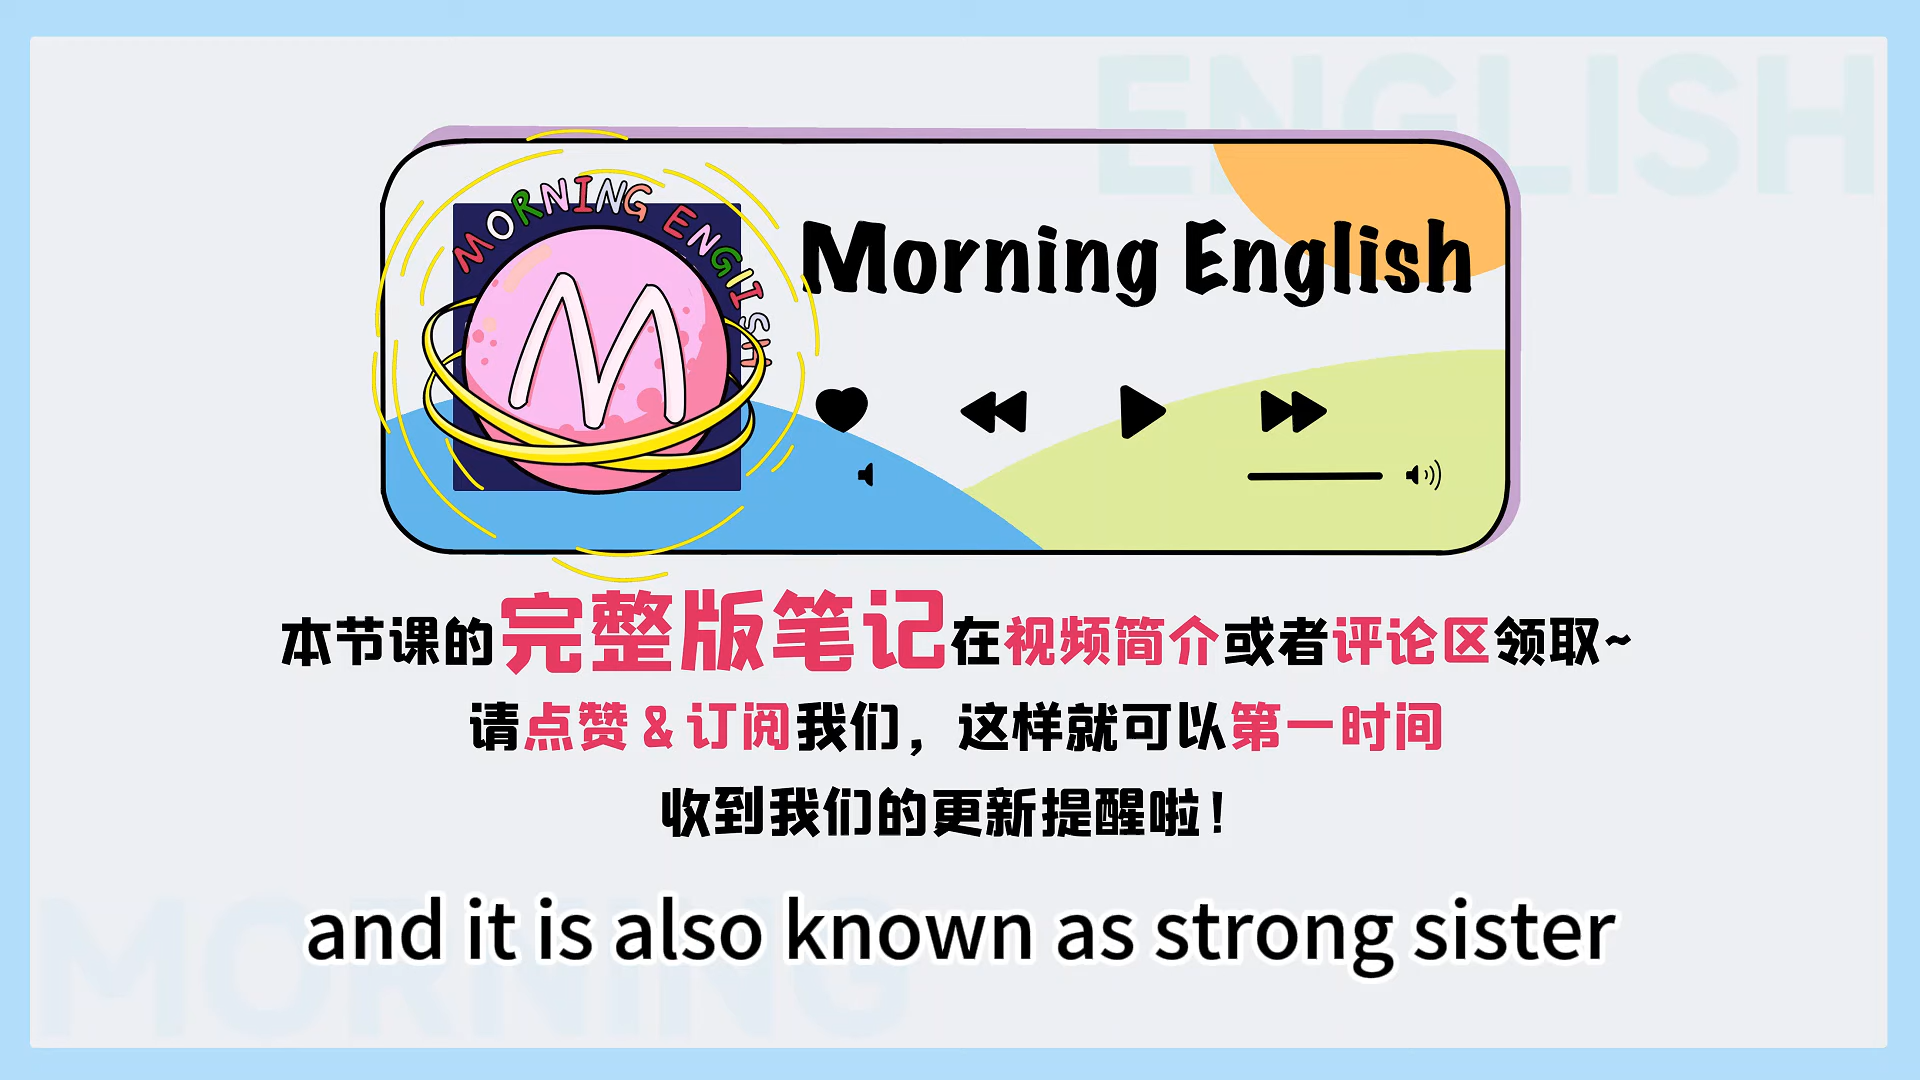 ENGLISH
MORNING ENGLISH
M
Morning English
本节课的完整版笔记在视频简介或者评论区领取~
请点赞&订阅我们，这样就可以第一时间
收到我们的更新提醒啦！
MORNING
and it is also known as strong sister